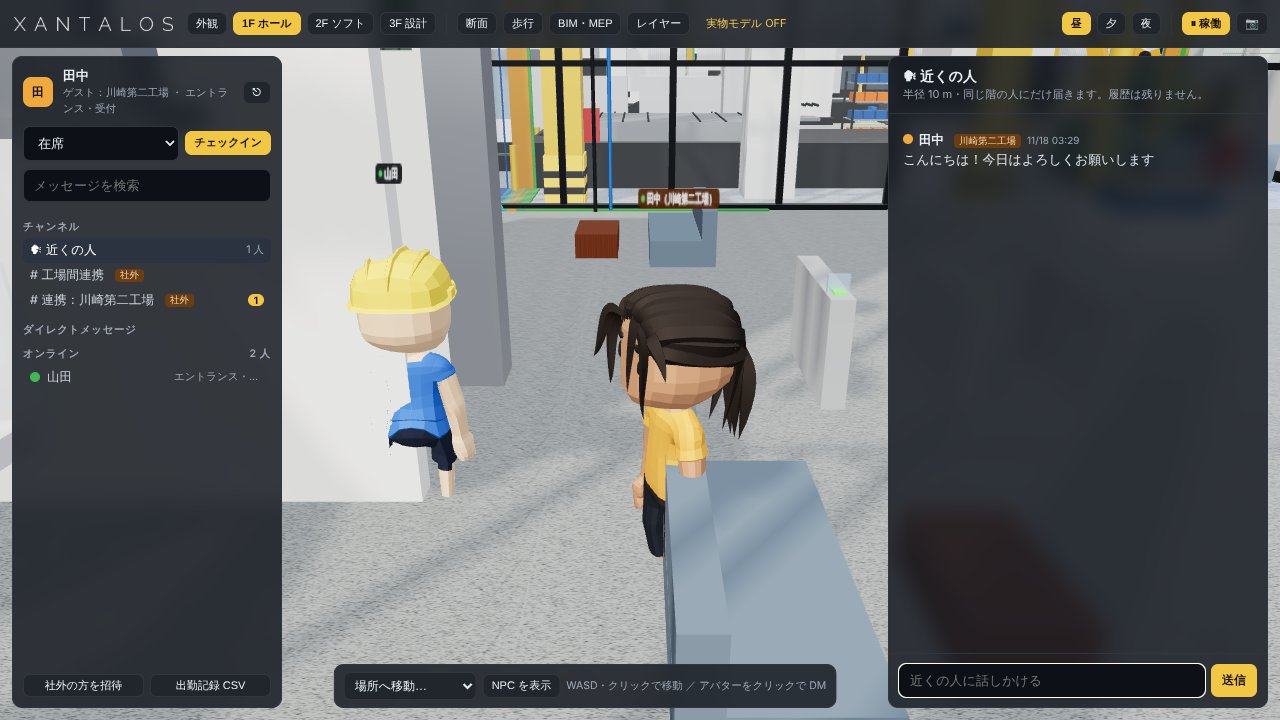 XANTALOS 外観 1F ホール 2F ソフト 3F 設計 断面 歩行 BIM・MEP レイヤー 実物モデル OFF 昼 夕 夜 稼働
田 田中
ゲスト：川崎第二工場 ・ エントラ
ンス・受付
在席 チェックイン
メッセージを検索
チャンネル
近くの人 1 人
# 工場間連携 社外
# 連携：川崎第二工場 社外 1
ダイレクトメッセージ
オンライン 2 人
山田 エントランス・…
出勤記録 CSV
山田
田中（川崎第二工場）
場所へ移動… NPC を表示 WASD・クリックで移動 ・ アバターをクリックで DM
近くの人
半径 10 m・同じ階の人にだけ届きます。履歴は残りません。
田中 川崎第二工場 11/18 03:29
こんにちは！今日はよろしくお願いします
近くの人に話しかける 送信